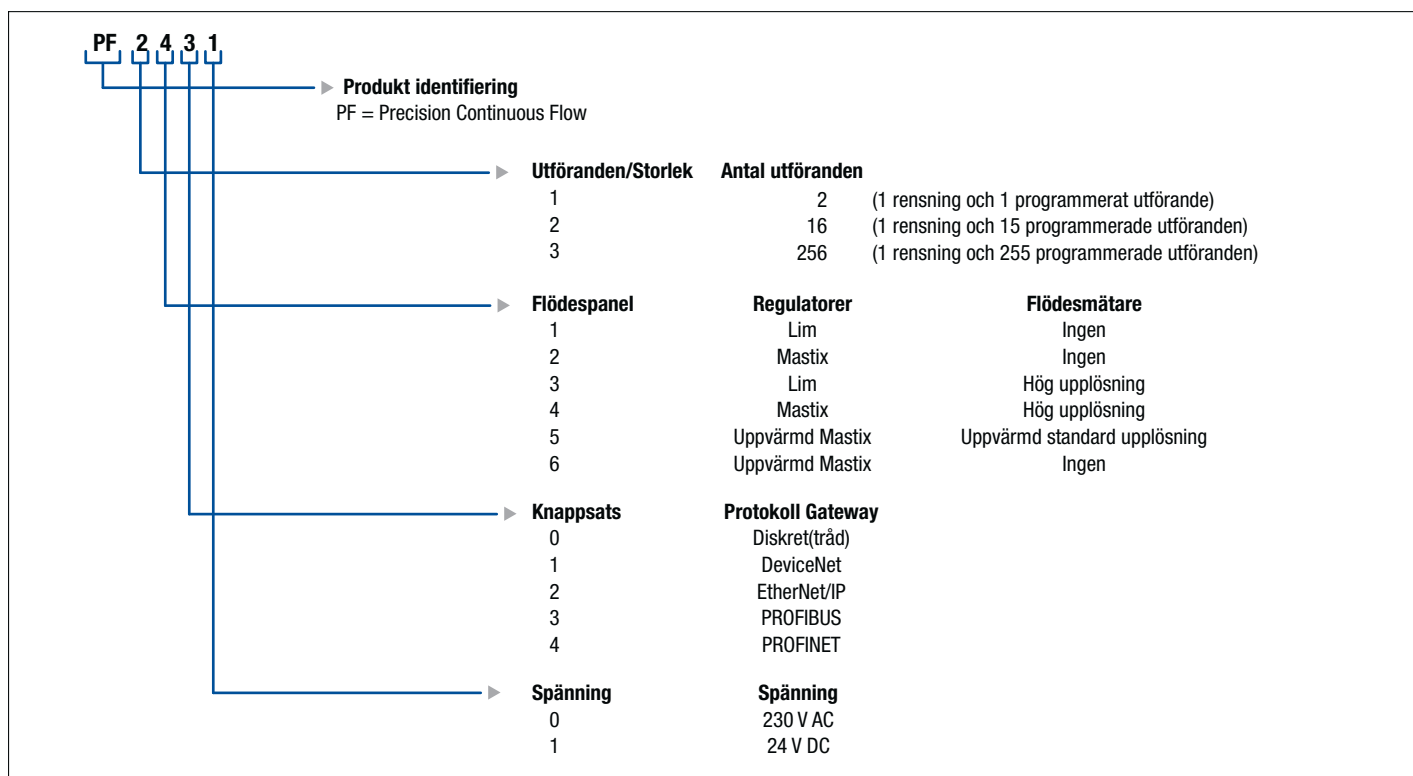 PF 2 4 3 1
Produkt identifiering
PF = Precision Continuous Flow
Utföranden/Storlek Antal utföranden
1 2 (1 rensning och 1 programmerat utförande)
2 16 (1 rensning och 15 programmerade utföranden)
3 256 (1 rensning och 255 programmerade utföranden)
Flödespanel Regulatorer Flödesmätare
1 Lim Ingen
2 Mastix Ingen
3 Lim Hög upplösning
4 Mastix Hög upplösning
5 Uppvärmd Mastix Uppvärmd standard upplösning
6 Uppvärmd Mastix Ingen
Knappsats Protokoll Gateway
0 Diskret(tråd)
1 DeviceNet
2 EtherNet/IP
3 PROFIBUS
4 PROFINET
Spänning Spänning
0 230 V AC
1 24 V DC